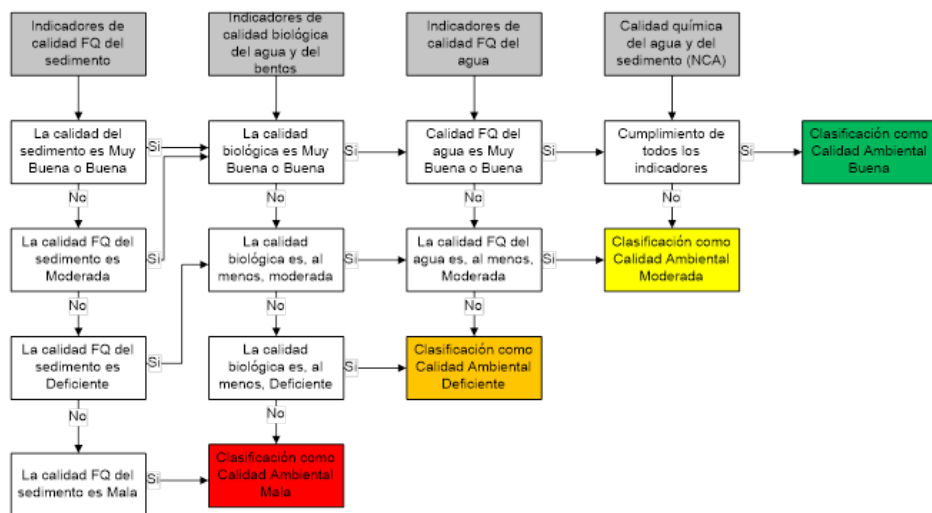 Indicadores de
calidad FQ del
sedimento
Indicadores de
calidad biológica
del agua y del
bentos
Indicadores de
calidad FQ del
agua
Calidad química
del agua y del
sedimento (NCA)
La calidad del
sedimento es Muy
Buena o Buena
Si
La calidad
biológica es Muy
Buena o Buena
Si
Calidad FQ del
agua es Muy
Buena o Buena
Si
Cumplimiento de
todos los
indicadores
Si
Clasificación como
Calidad Ambiental
Buena
No
No
No
No
La calidad FQ del
sedimento es
Moderada
Si
La calidad
biológica es, al
menos, moderada
Si
La calidad FQ del
agua es, al menos,
Moderada
Si
Clasificación como
Calidad Ambiental
Moderada
No
No
No
La calidad FQ del
sedimento es
Deficiente
Si
La calidad
biológica es, al
menos, Deficiente
Si
Clasificación como
Calidad Ambiental
Deficiente
No
No
La calidad FQ del
sedimento es Mala
Si
Clasificación como
Calidad Ambiental
Mala